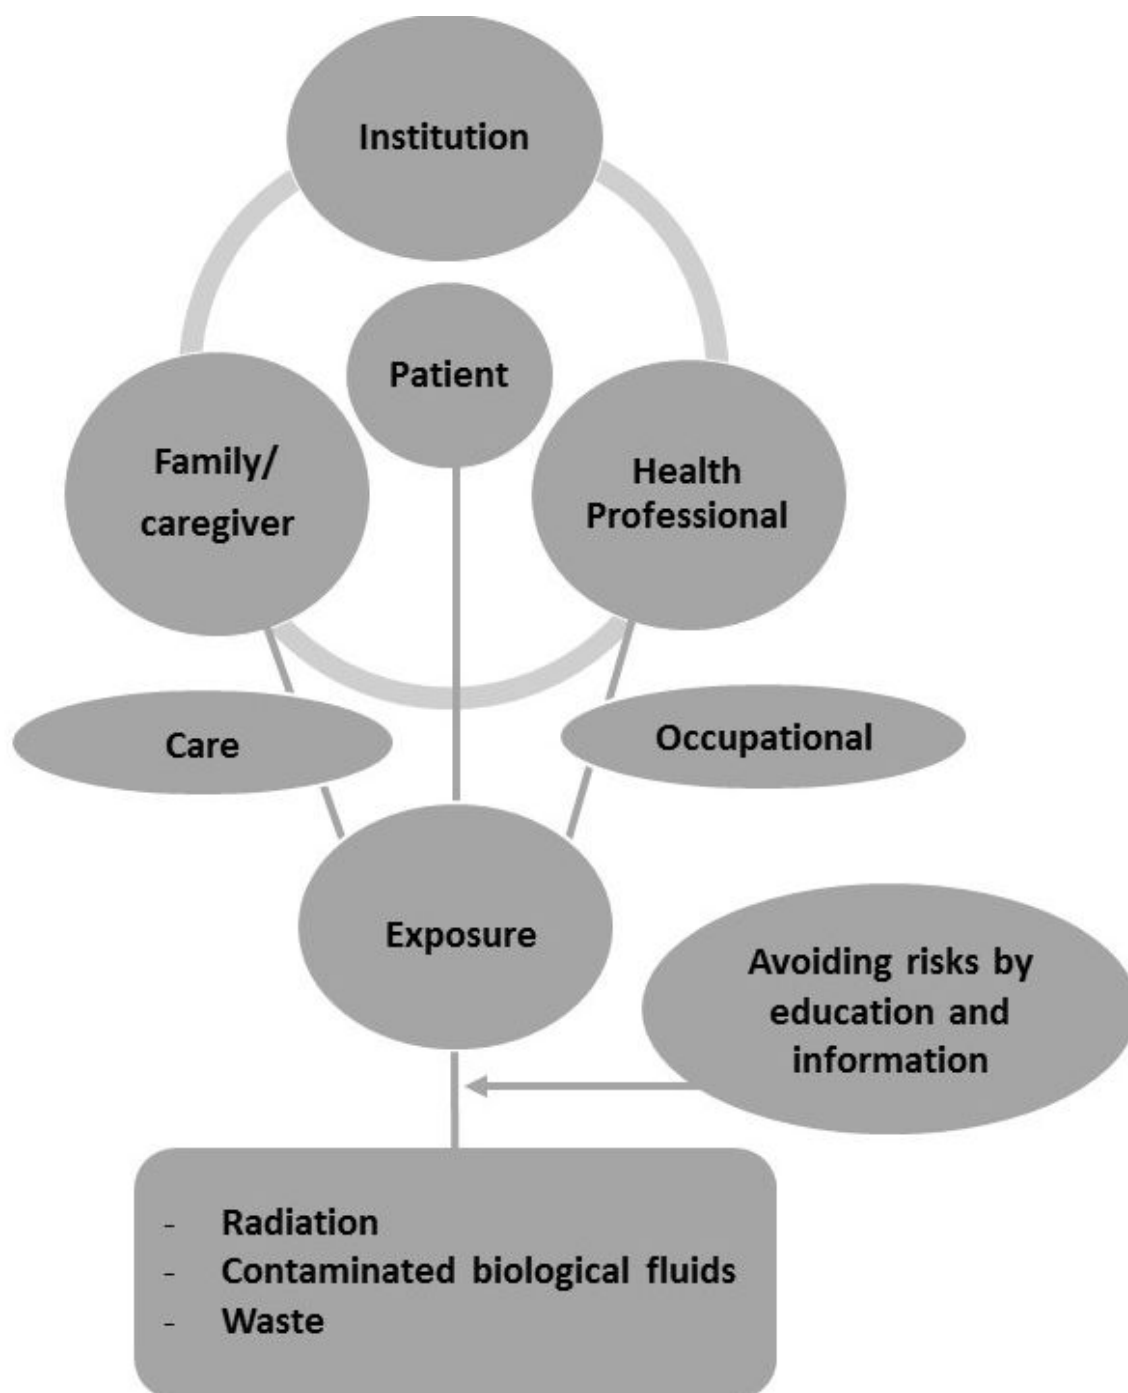 Institution
Patient
Family/
caregiver
Health
Professional
Care
Occupational
Exposure
Avoiding risks by
education and
information
- Radiation
- Contaminated biological fluids
- Waste